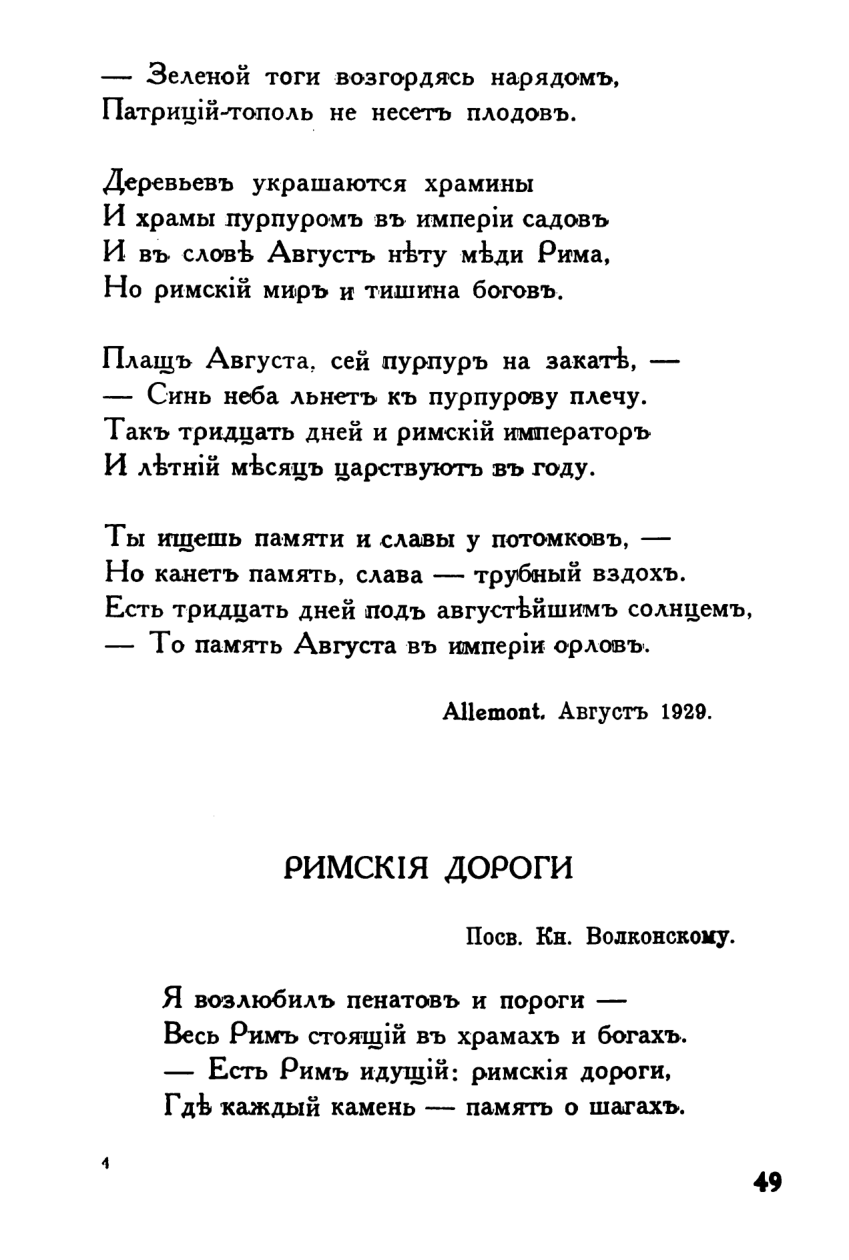 — Зеленой тоги возгордясь нарядомъ,
Патрицій-тополь не несетъ плодовъ.
Деревьевъ украшаются храмины
И храмы пурпуромъ въ имперіи садовъ
И въ словѣ Августъ нѣту мѣди Рима,
Но римскій миръ и тишина боговъ.
Плащъ Августа, сей пурпуръ на закатѣ, —
— Синь неба льнетъ къ пурпурову плечу.
Такъ тридцать дней и римскій императоръ
И лѣтній мѣсяцъ царствуютъ въ году.
Ты ищешь памяти и славы у потомковъ, —
Но канетъ память, слава — трубный вздохъ.
Есть тридцать дней подъ августѣйшимъ солнцемъ,
— То память Августа въ имперіи орловъ.
Allemont. Августъ 1929.
РИМСКІЯ ДОРОГИ
Посв. Кн. Волконскому.
Я возлюбилъ пенатовъ и пороги —
Весь Римъ стоящій въ храмахъ и богахъ.
— Есть Римъ идущій: римскія дороги,
Гдѣ каждый камень — память о шагахъ.
4
49